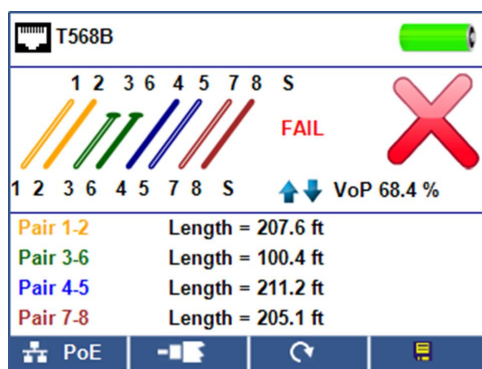 T568B
1 2 3 6 4 5 7 8 S
FAIL
1 2 3 6 4 5 7 8 S
VoP 68.4 %
Pair 1-2 Length = 207.6 ft
Pair 3-6 Length = 100.4 ft
Pair 4-5 Length = 211.2 ft
Pair 7-8 Length = 205.1 ft
PoE